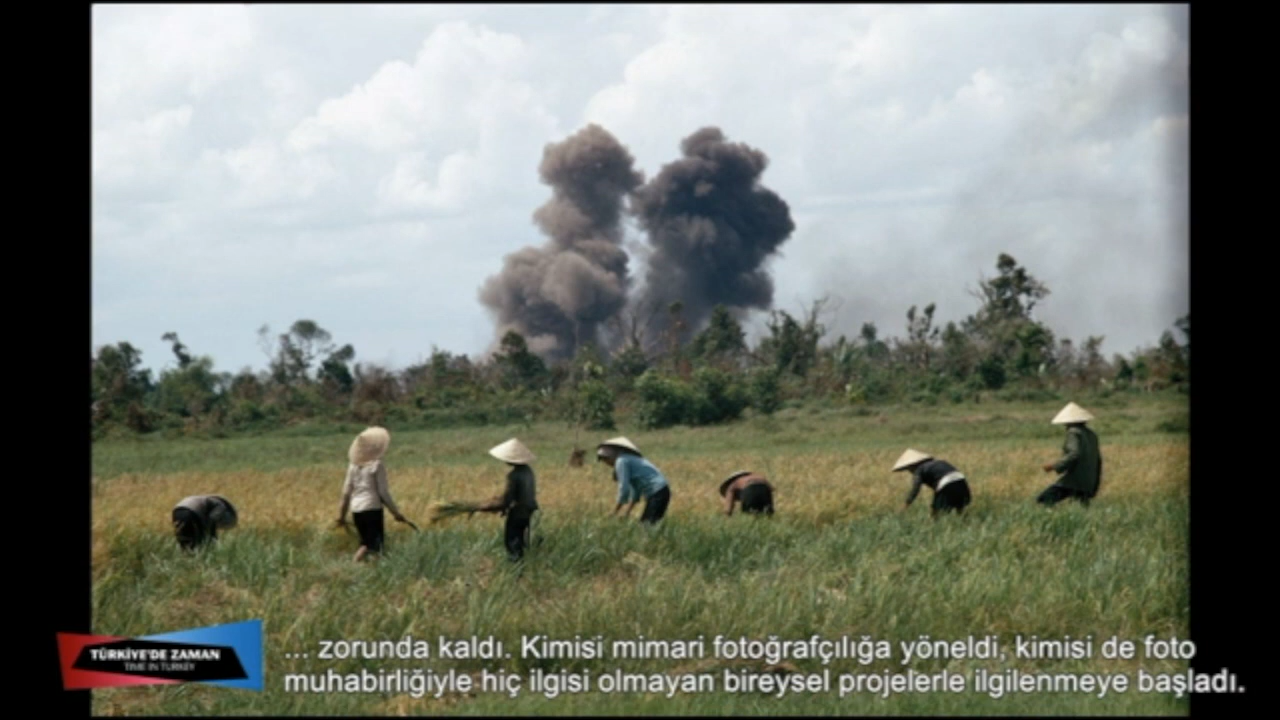 TÜRKİYE'DE ZAMAN
TIME IN TURKEY
... zorunda kaldı. Kimisi mimari fotoğrafçılığa yöneldi, kimisi de foto
muhabirliğiyle hiç ilgisi olmayan bireysel projelerle ilgilenmeye başladı.